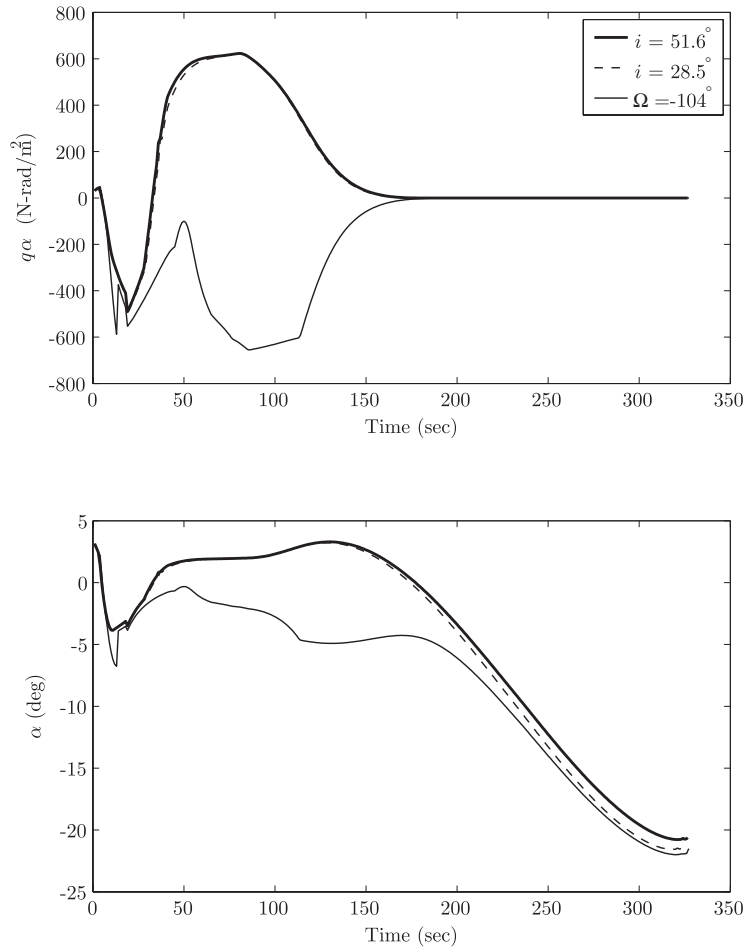 800
600
400
200
0
-200
-400
-600
-800
qα (N-rad/m̄²)
i = 51.6°
i = 28.5°
Ω =-104°
0 50 100 150 200 250 300 350
Time (sec)
5
0
-5
-10
-15
-20
-25
α (deg)
0 50 100 150 200 250 300 350
Time (sec)